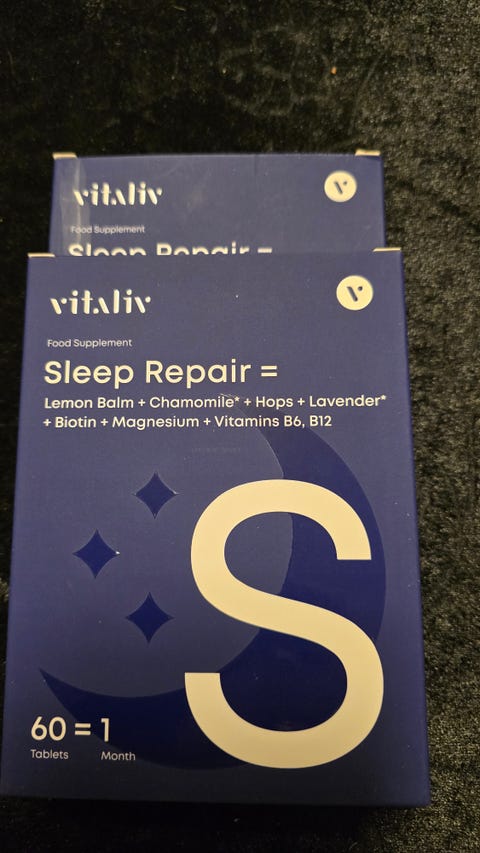 vitaliv
Food Supplement
Sleep Repair =
vitaliv
Food Supplement
Sleep Repair =
Lemon Balm + Chamomile* + Hops + Lavender*
+ Biotin + Magnesium + Vitamins B6, B12
S
60 = 1
Tablets Month